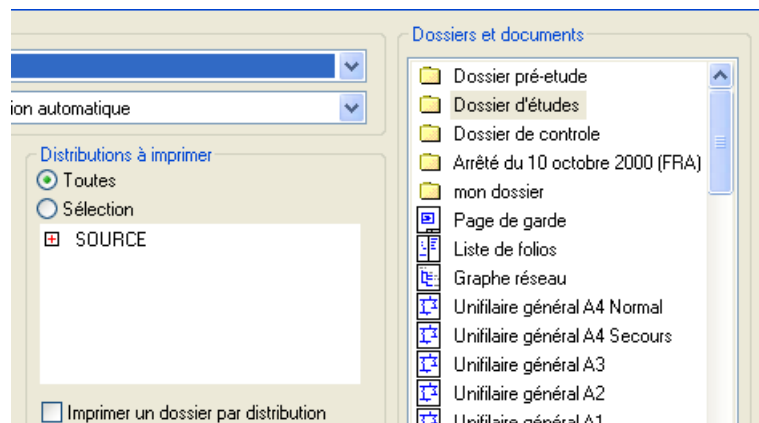 ion automatique
Distributions à imprimer
Toutes
Sélection
SOURCE
Imprimer un dossier par distribution
Dossiers et documents
Dossier pré-etude
Dossier d'études
Dossier de controle
Arrêté du 10 octobre 2000 (FRA)
mon dossier
Page de garde
Liste de folios
Graphe réseau
Unifilaire général A4 Normal
Unifilaire général A4 Secours
Unifilaire général A3
Unifilaire général A2
Unifilaire général A1